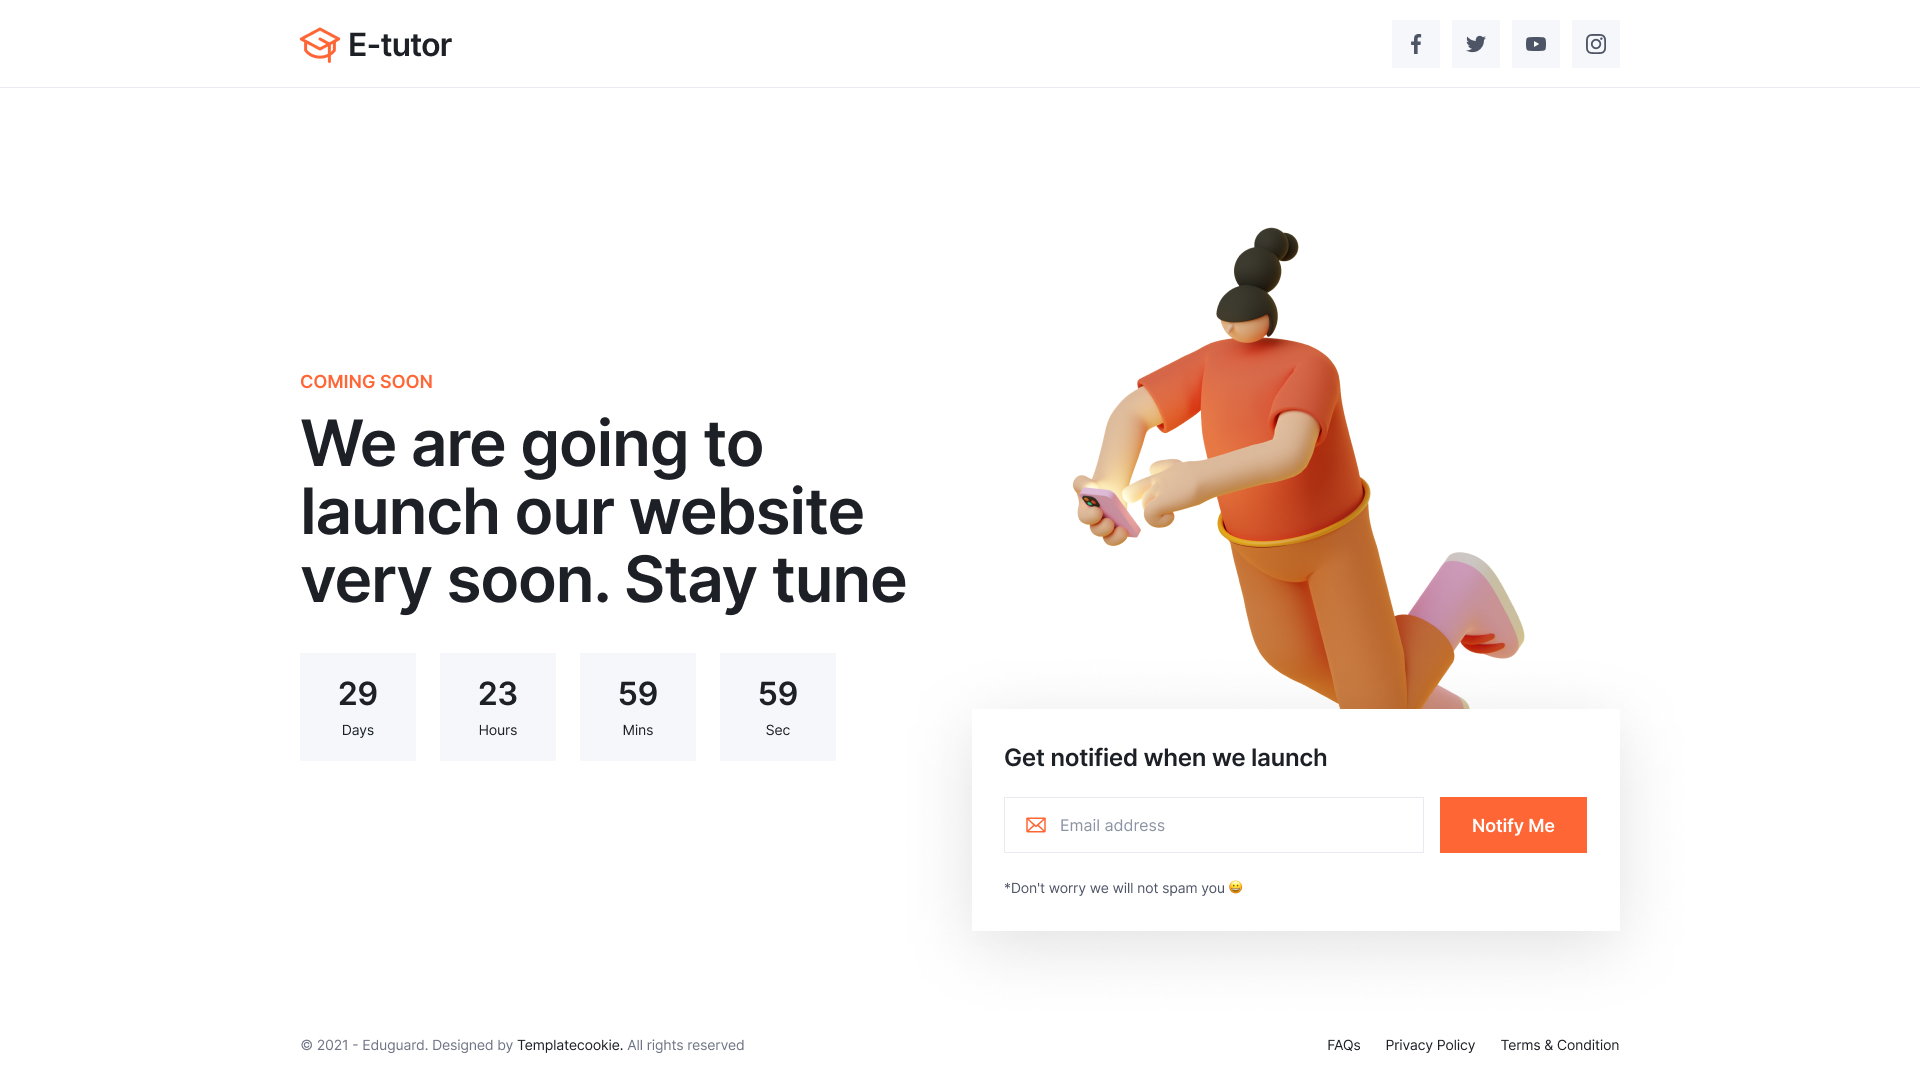 E-tutor
COMING SOON
We are going to
launch our website
very soon. Stay tune
29
Days
23
Hours
59
Mins
59
Sec
Get notified when we launch
Email address
Notify Me
*Don't worry we will not spam you 😀
© 2021 - Eduguard. Designed by Templatecookie. All rights reserved
FAQs
Privacy Policy
Terms & Condition